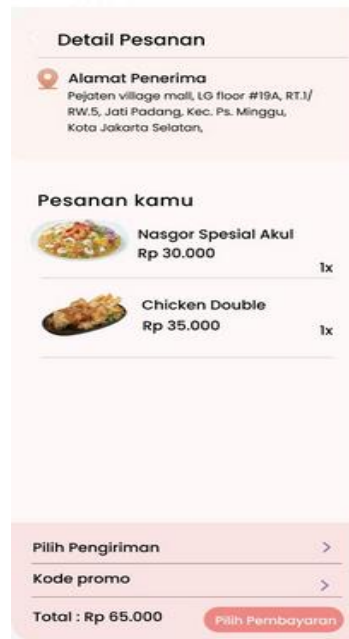 Detail Pesanan
Alamat Penerima
Pejaten village mall, LG floor #19A, RT.1/
RW.5, Jati Padang, Kec. Ps. Minggu,
Kota Jakarta Selatan,
Pesanan kamu
Nasgor Spesial Akul
Rp 30.000
1x
Chicken Double
Rp 35.000
1x
Pilih Pengiriman
Kode promo
Total : Rp 65.000
Pilih Pembayaran